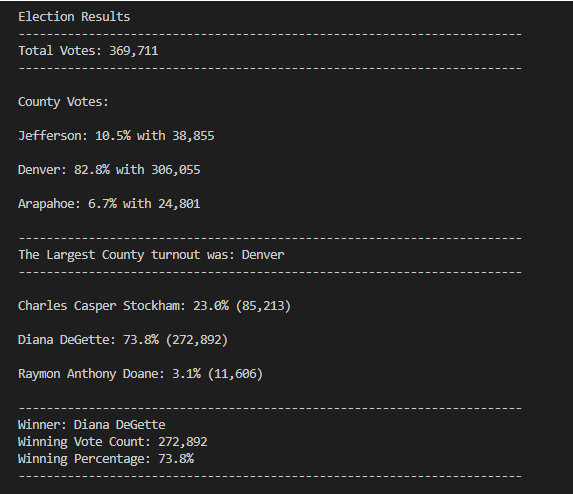 Election Results
------------------------------------------------------------------------
Total Votes: 369,711
------------------------------------------------------------------------
County Votes:
Jefferson: 10.5% with 38,855
Denver: 82.8% with 306,055
Arapahoe: 6.7% with 24,801
------------------------------------------------------------------------
The Largest County turnout was: Denver
------------------------------------------------------------------------
Charles Casper Stockham: 23.0% (85,213)
Diana DeGette: 73.8% (272,892)
Raymon Anthony Doane: 3.1% (11,606)
------------------------------------------------------------------------
Winner: Diana DeGette
Winning Vote Count: 272,892
Winning Percentage: 73.8%
------------------------------------------------------------------------